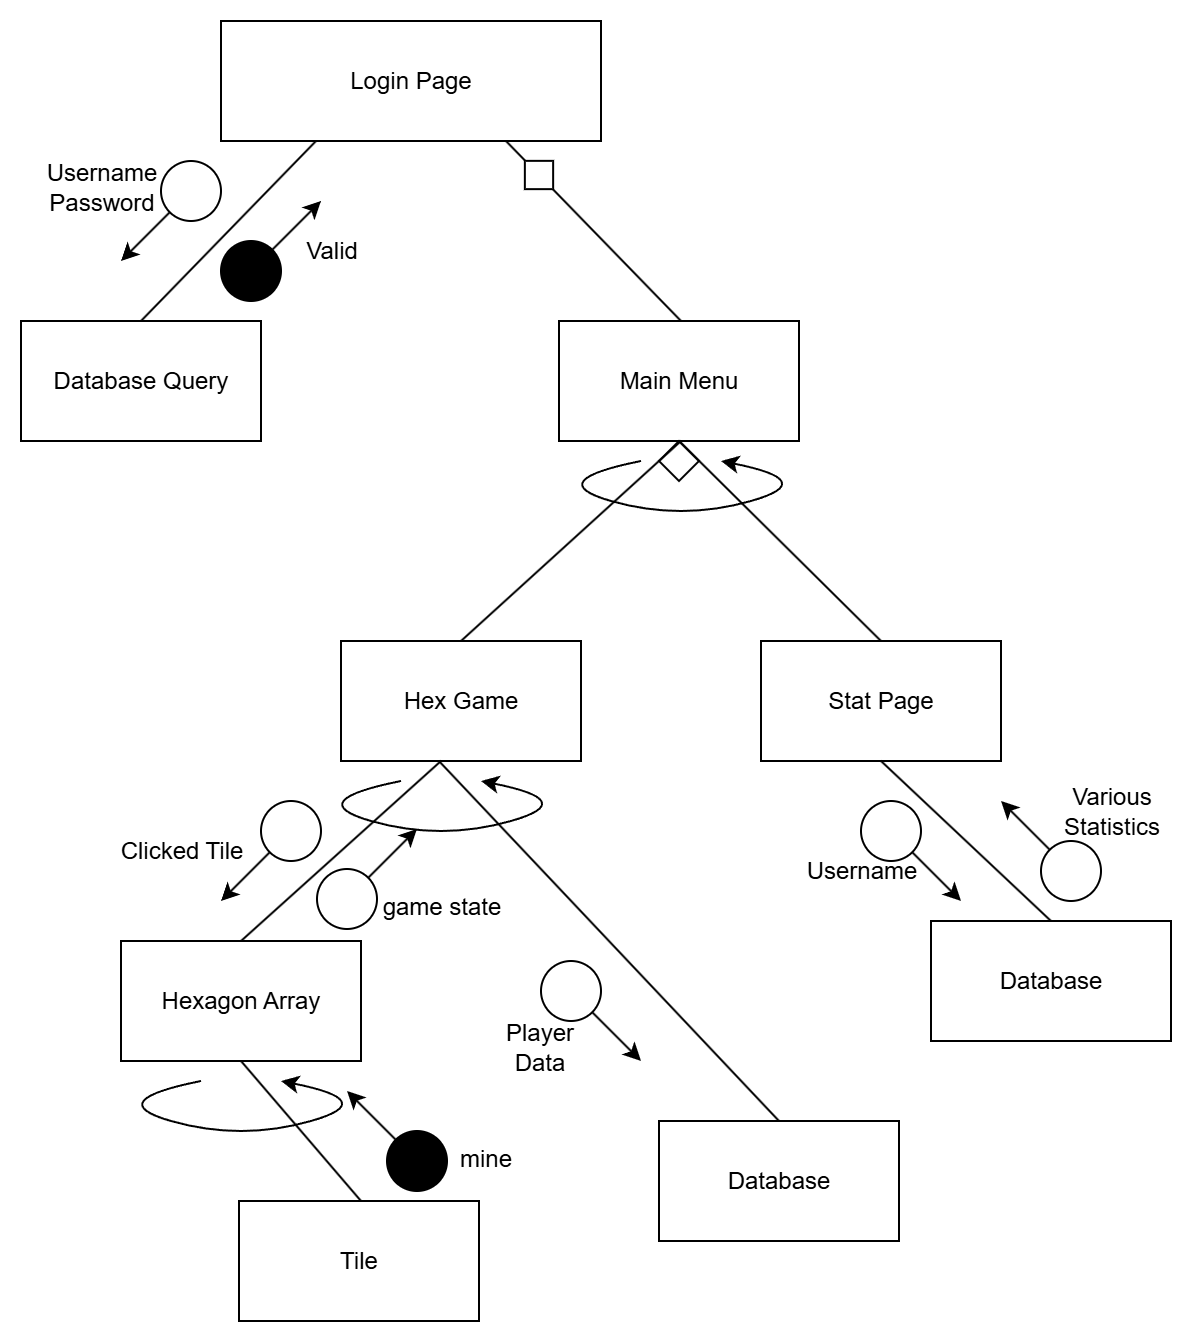 Login Page
Username
Password
Valid
Database Query
Main Menu
Hex Game
Stat Page
Various
Statistics
Clicked Tile
Username
game state
Hexagon Array
Database
Player
Data
mine
Database
Tile